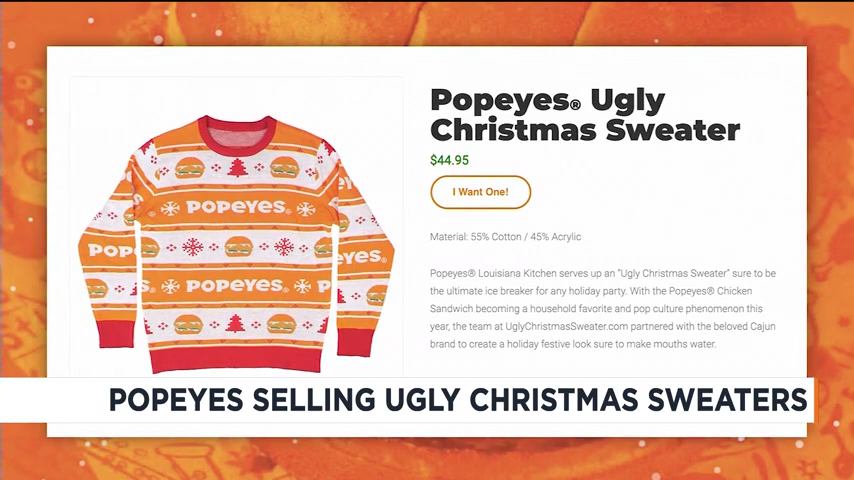 Popeyes® Ugly
Christmas Sweater
$44.95
I Want One!
Material: 55% Cotton / 45% Acrylic
Popeyes® Louisiana Kitchen serves up an "Ugly Christmas Sweater" sure to be
the ultimate ice breaker for any holiday party. With the Popeyes® Chicken
Sandwich becoming a household favorite and pop culture phenomenon this
year, the team at UglyChristmasSweater.com partnered with the beloved Cajun
brand to create a holiday festive look sure to make mouths water.
POPEYES
POPEYES
POP
YES
POPEYES SELLING UGLY CHRISTMAS SWEATERS